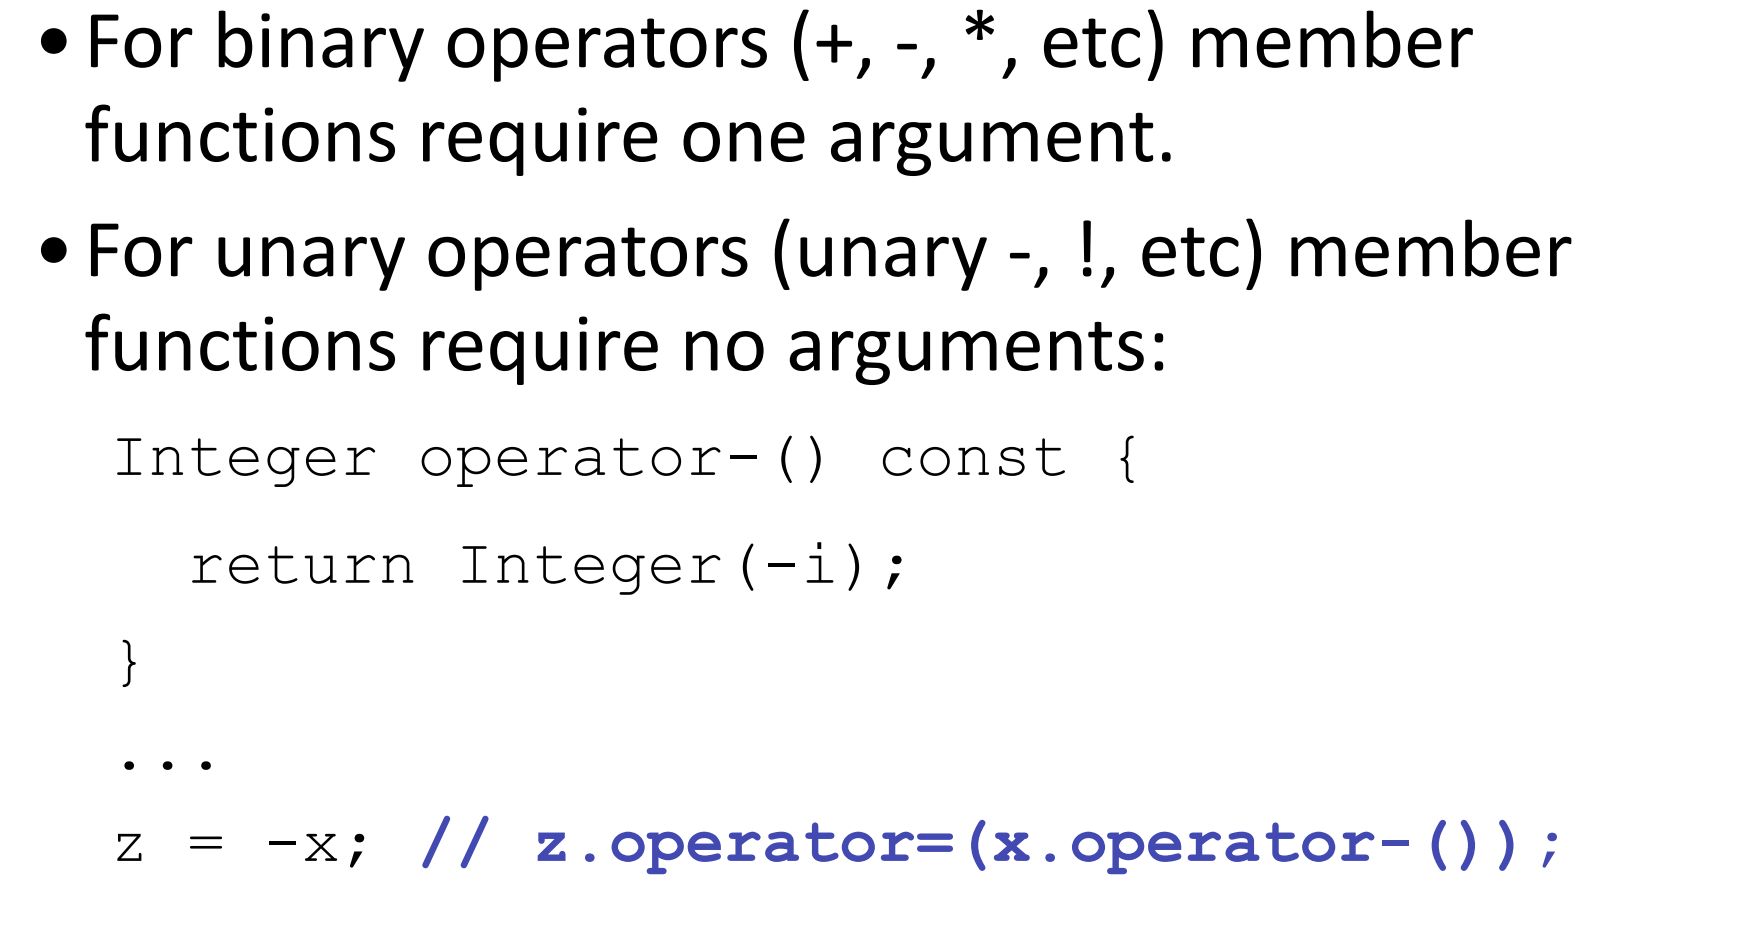 • For binary operators (+, -, *, etc) member
functions require one argument.
• For unary operators (unary -, !, etc) member
functions require no arguments:
Integer operator-() const {
  return Integer(-i);
}
...
z = -x; // z.operator=(x.operator-());